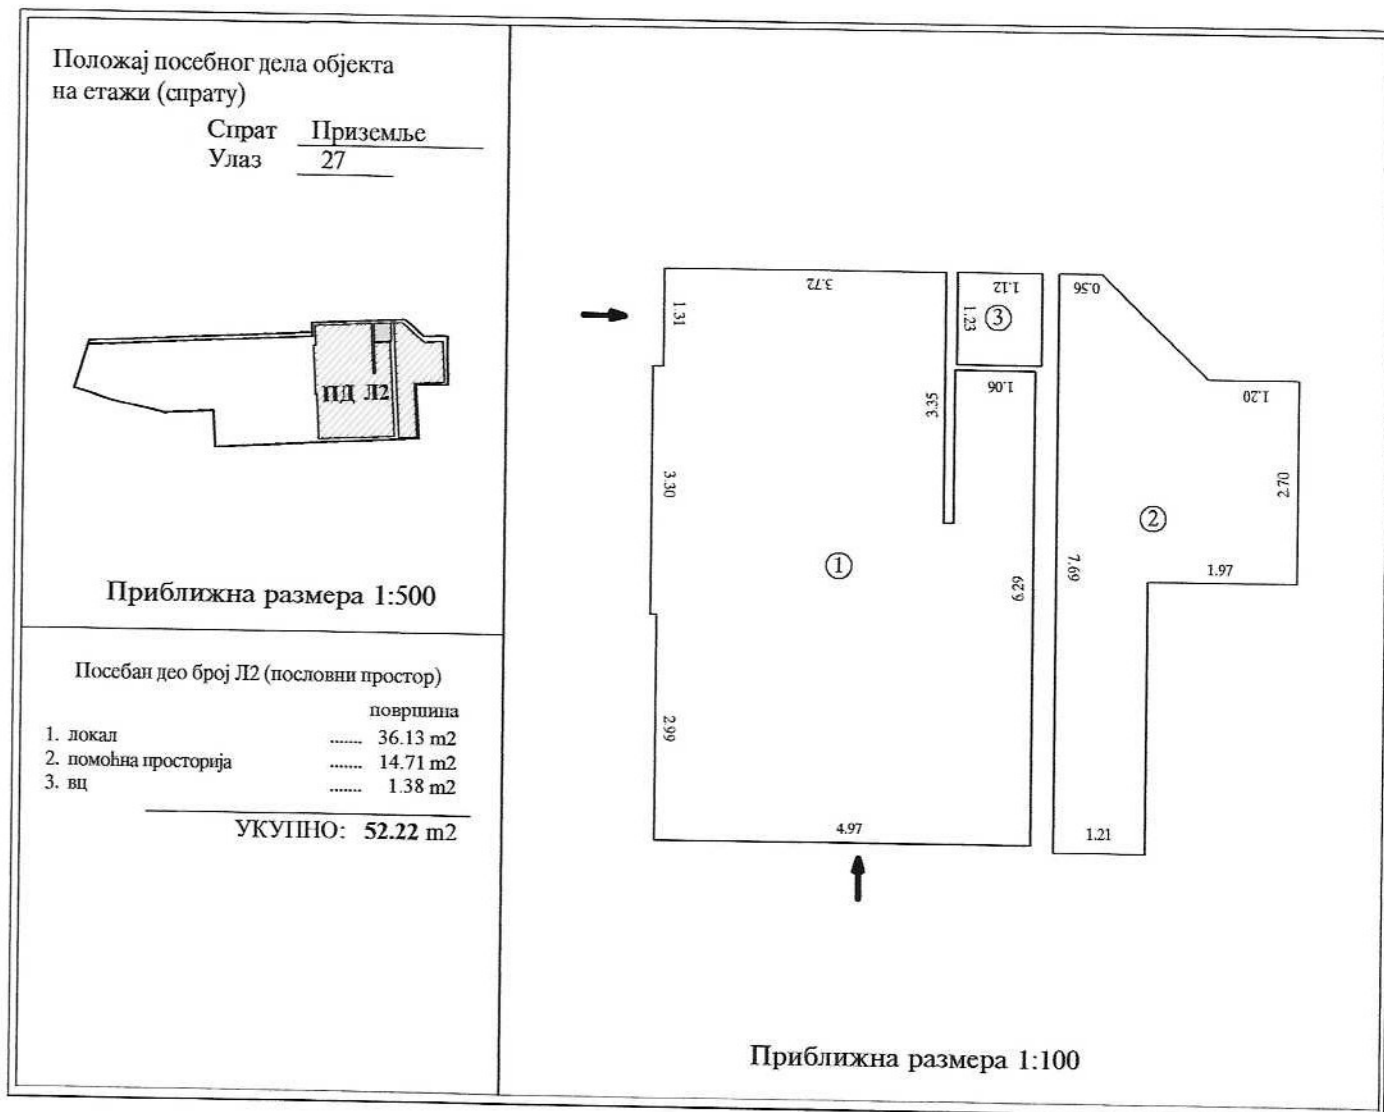 Положај посебног дела објекта
на етажи (спрату)
Спрат Приземље
Улаз 27
ПД Л2
Приближна размера 1:500
Посебан део број Л2 (пословни простор)
површина
1. локал ....... 36.13 m2
2. помоћна просторија ....... 14.71 m2
3. вц ....... 1.38 m2
УКУПНО: 52.22 m2
3.72
1.12
0.56
1.31
1.23
3
1.06
1.20
3.35
3.30
2.70
2
1
7.69
1.97
6.29
2.99
4.97
1.21
Приближна размера 1:100